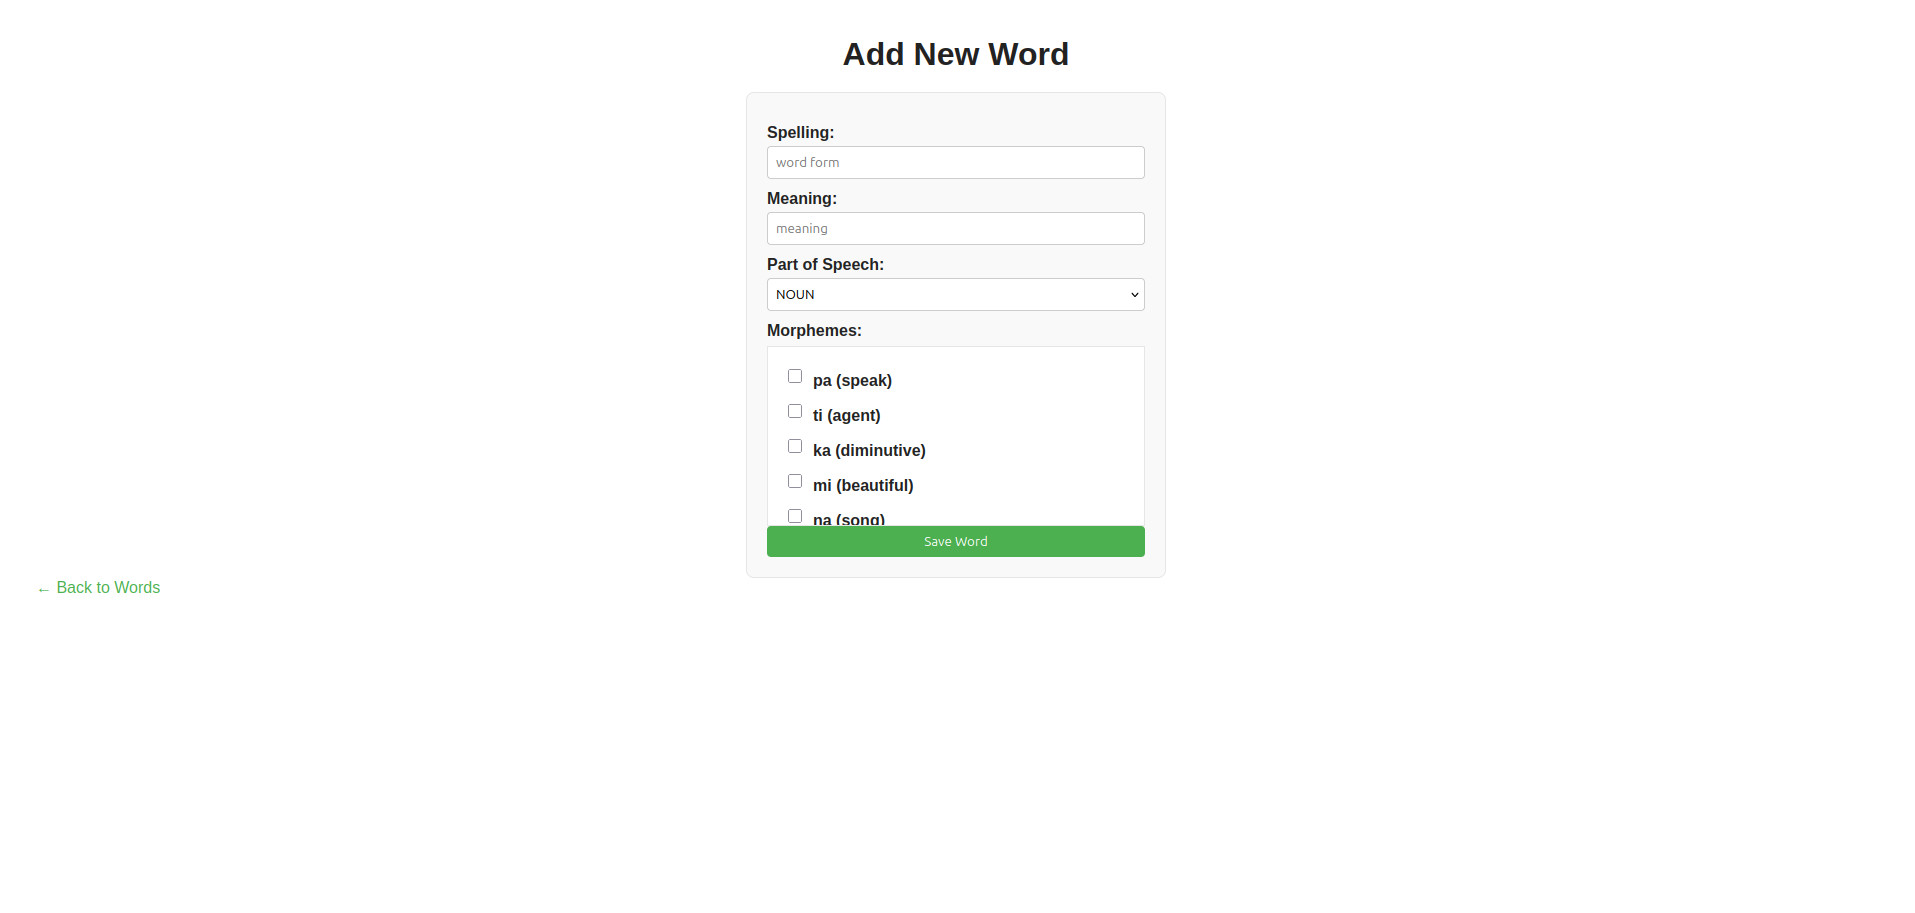 Add New Word
Spelling:
word form
Meaning:
meaning
Part of Speech:
NOUN
Morphemes:
pa (speak)
ti (agent)
ka (diminutive)
mi (beautiful)
na (song)
Save Word
← Back to Words